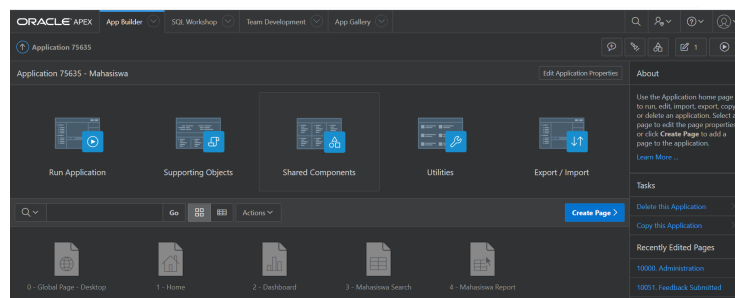 ORACLE APEX App Builder SQL Workshop Team Development App Gallery
Application 75635 1
Application 75635 - Mahasiswa Edit Application Properties
Run Application Supporting Objects Shared Components Utilities Export / Import
Go Actions Create Page >
0 - Global Page - Desktop 1 - Home 2 - Dashboard 3 - Mahasiswa Search 4 - Mahasiswa Report
About
Use the Application home page
to run, edit, import, export, copy
or delete an application. Select a
page to edit the page properties
or click Create Page to add a
page to the application.
Learn More ...
Tasks
Delete this Application
Copy this Application
Recently Edited Pages
10000. Administration
10051. Feedback Submitted